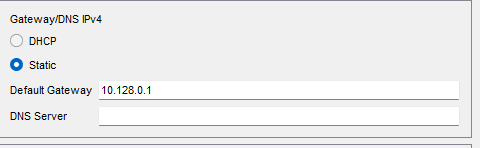 Gateway/DNS IPv4
DHCP
Static
Default Gateway 10.128.0.1
DNS Server